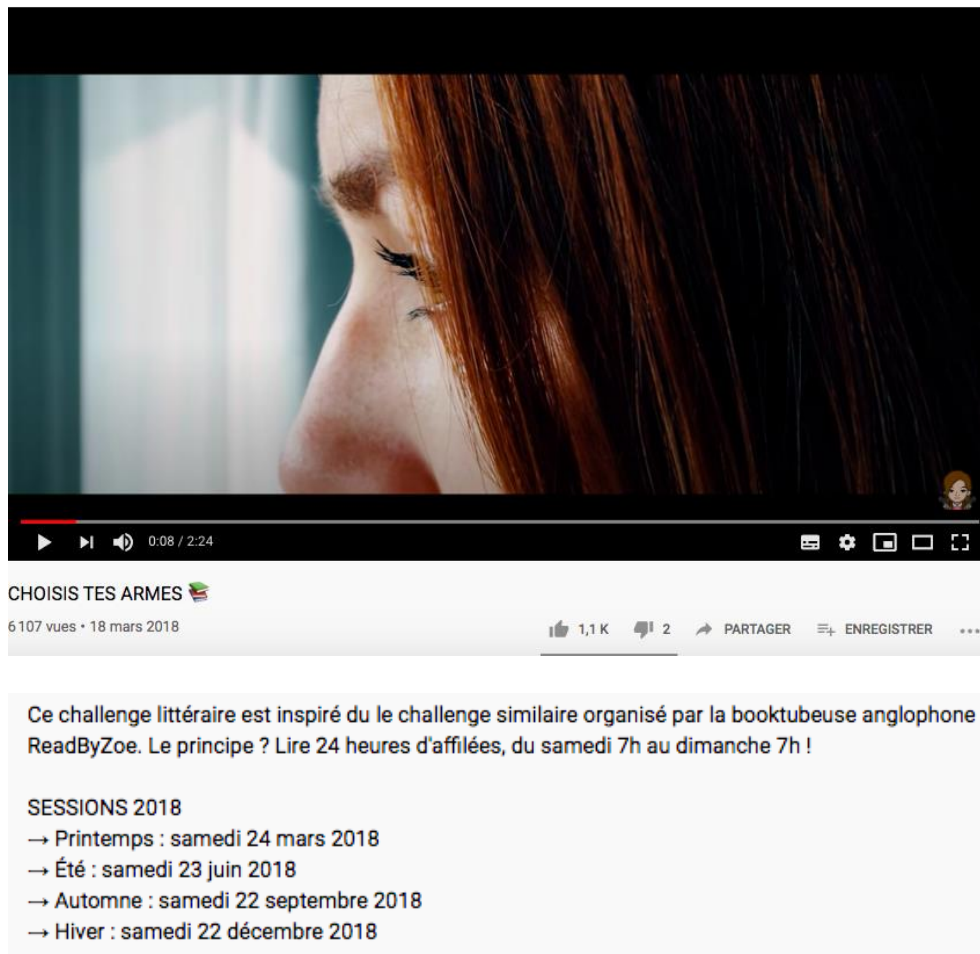 0:08 / 2:24
CHOISIS TES ARMES
6 107 vues • 18 mars 2018
1,1 K
2
PARTAGER
ENREGISTRER
Ce challenge littéraire est inspiré du le challenge similaire organisé par la booktubeuse anglophone
ReadByZoe. Le principe ? Lire 24 heures d'affilées, du samedi 7h au dimanche 7h !
SESSIONS 2018
→ Printemps : samedi 24 mars 2018
→ Été : samedi 23 juin 2018
→ Automne : samedi 22 septembre 2018
→ Hiver : samedi 22 décembre 2018